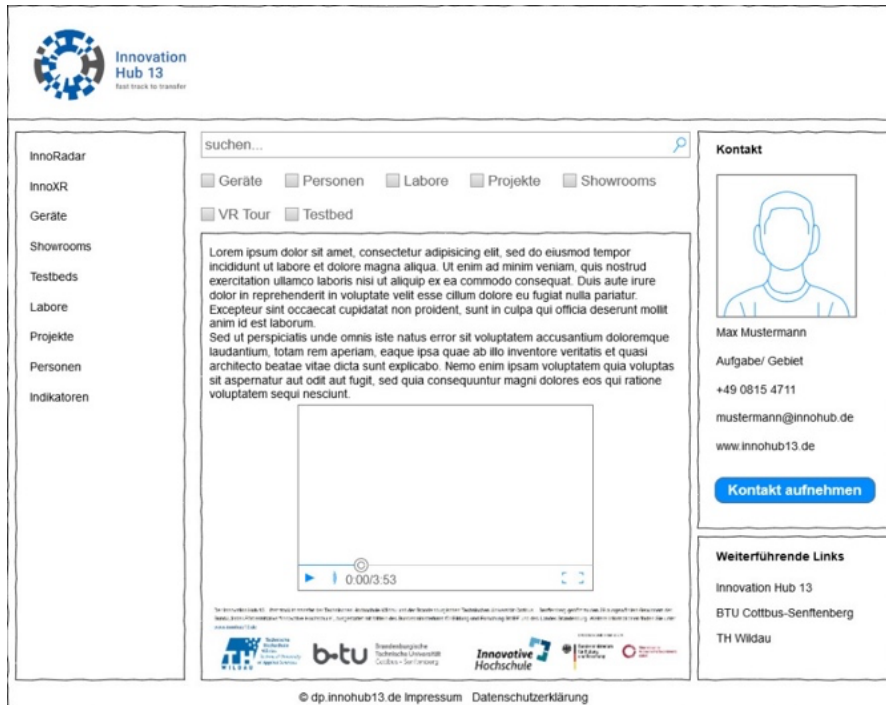 Innovation
Hub 13
fast track to transfer
InnoRadar
InnoXR
Geräte
Showrooms
Testbeds
Labore
Projekte
Personen
Indikatoren
suchen...
Geräte Personen Labore Projekte Showrooms
VR Tour Testbed
Lorem ipsum dolor sit amet, consectetur adipisicing elit, sed do eiusmod tempor
incididunt ut labore et dolore magna aliqua. Ut enim ad minim veniam, quis nostrud
exercitation ullamco laboris nisi ut aliquip ex ea commodo consequat. Duis aute irure
dolor in reprehenderit in voluptate velit esse cillum dolore eu fugiat nulla pariatur.
Excepteur sint occaecat cupidatat non proident, sunt in culpa qui officia deserunt mollit
anim id est laborum.
Sed ut perspiciatis unde omnis iste natus error sit voluptatem accusantium doloremque
laudantium, totam rem aperiam, eaque ipsa quae ab illo inventore veritatis et quasi
architecto beatae vitae dicta sunt explicabo. Nemo enim ipsam voluptatem quia voluptas
sit aspernatur aut odit aut fugit, sed quia consequuntur magni dolores eos qui ratione
voluptatem sequi nesciunt.
0:00/3:53
TH
WILDAU
Technische
Hochschule
Wildau
b-tu
Brandenburgische
Technische Universität
Cottbus - Senftenberg
Innovative
Hochschule
Kontakt
Max Mustermann
Aufgabe/ Gebiet
+49 0815 4711
mustermann@innohub.de
www.innohub13.de
Kontakt aufnehmen
Weiterführende Links
Innovation Hub 13
BTU Cottbus-Senftenberg
TH Wildau
© dp.innohub13.de Impressum Datenschutzerklärung